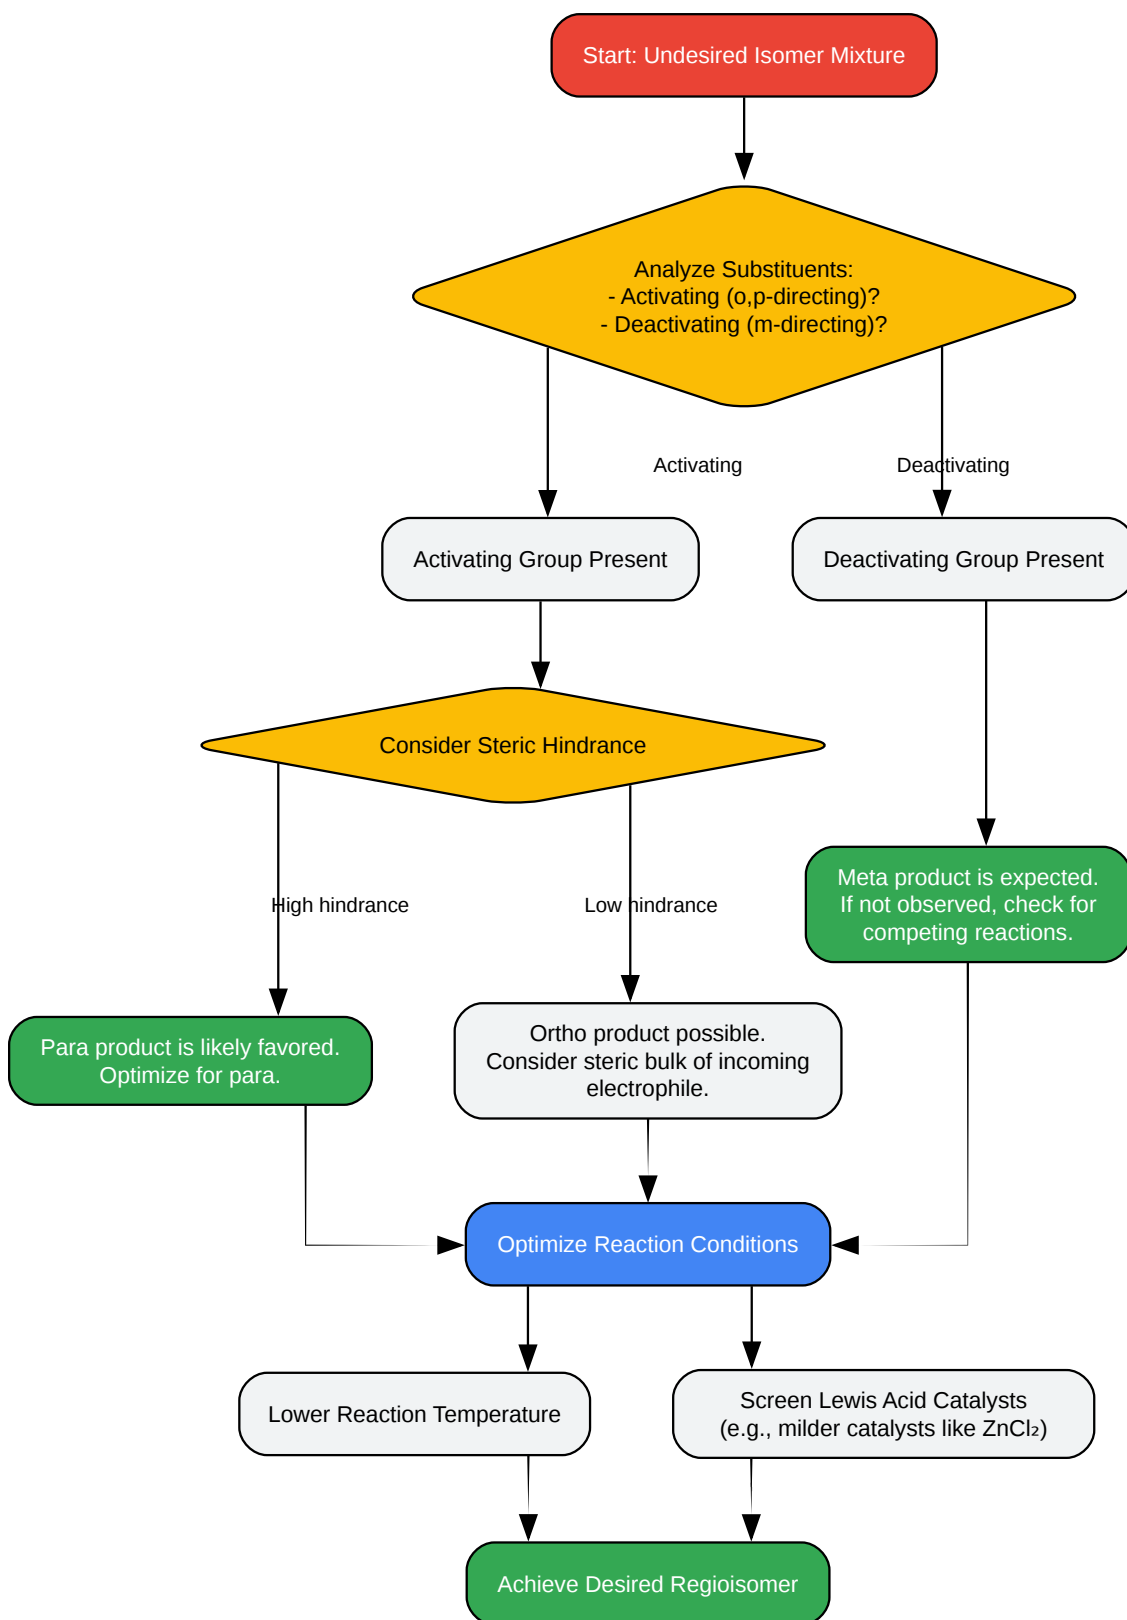 Start: Undesired Isomer Mixture
Analyze Substituents:
- Activating (o,p-directing)?
- Deactivating (m-directing)?
Activating
Deactivating
Activating Group Present
Deactivating Group Present
Consider Steric Hindrance
High hindrance
Low hindrance
Meta product is expected.
If not observed, check for
competing reactions.
Para product is likely favored.
Optimize for para.
Ortho product possible.
Consider steric bulk of incoming
electrophile.
Optimize Reaction Conditions
Lower Reaction Temperature
Screen Lewis Acid Catalysts
(e.g., milder catalysts like ZnCl₂)
Achieve Desired Regioisomer